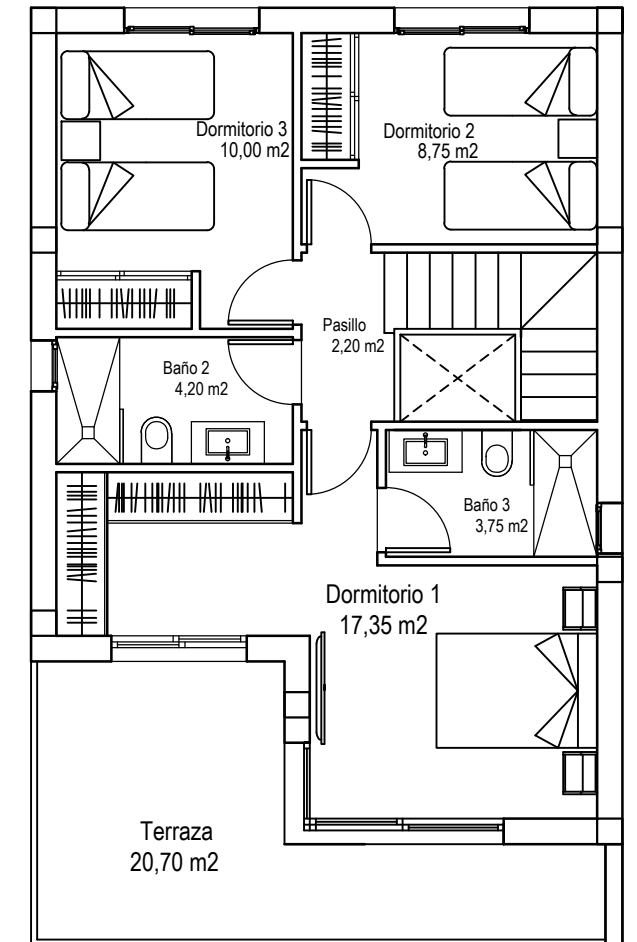 Dormitorio 3
10,00 m2
Dormitorio 2
8,75 m2
Pasillo
2,20 m2
Baño 2
4,20 m2
Baño 3
3,75 m2
Dormitorio 1
17,35 m2
Terraza
20,70 m2